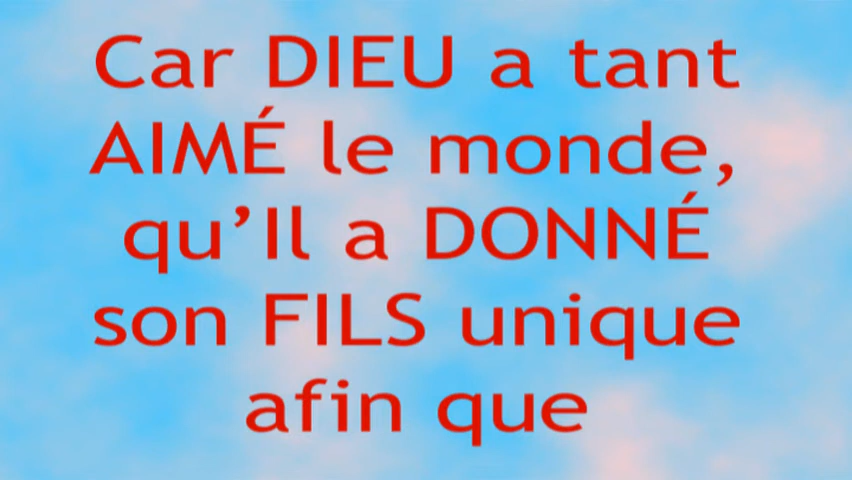 Car DIEU a tant
AIMÉ le monde,
qu’Il a DONNÉ
son FILS unique
afin que